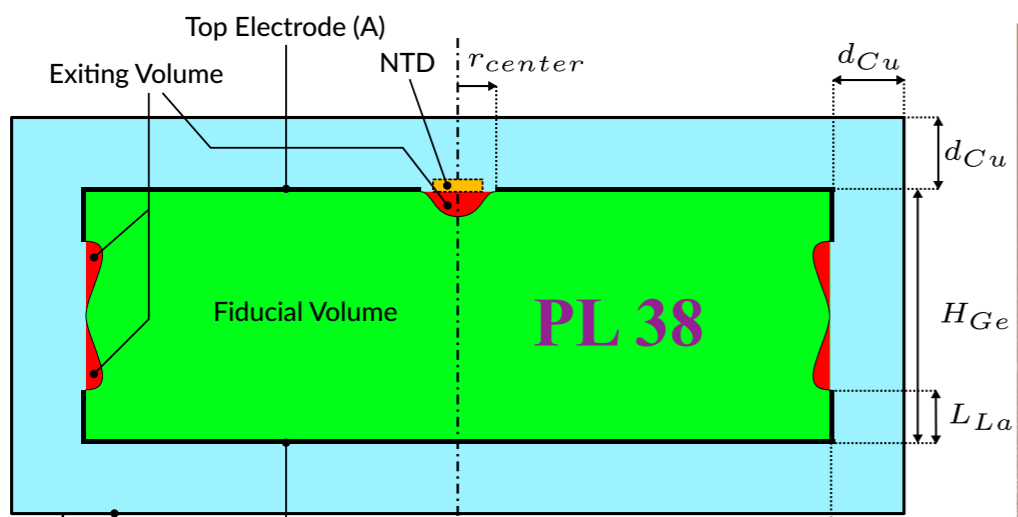 Top Electrode (A)
Exiting Volume
NTD
r_center
d_Cu
d_Cu
Fiducial Volume
PL 38
H_Ge
L_La